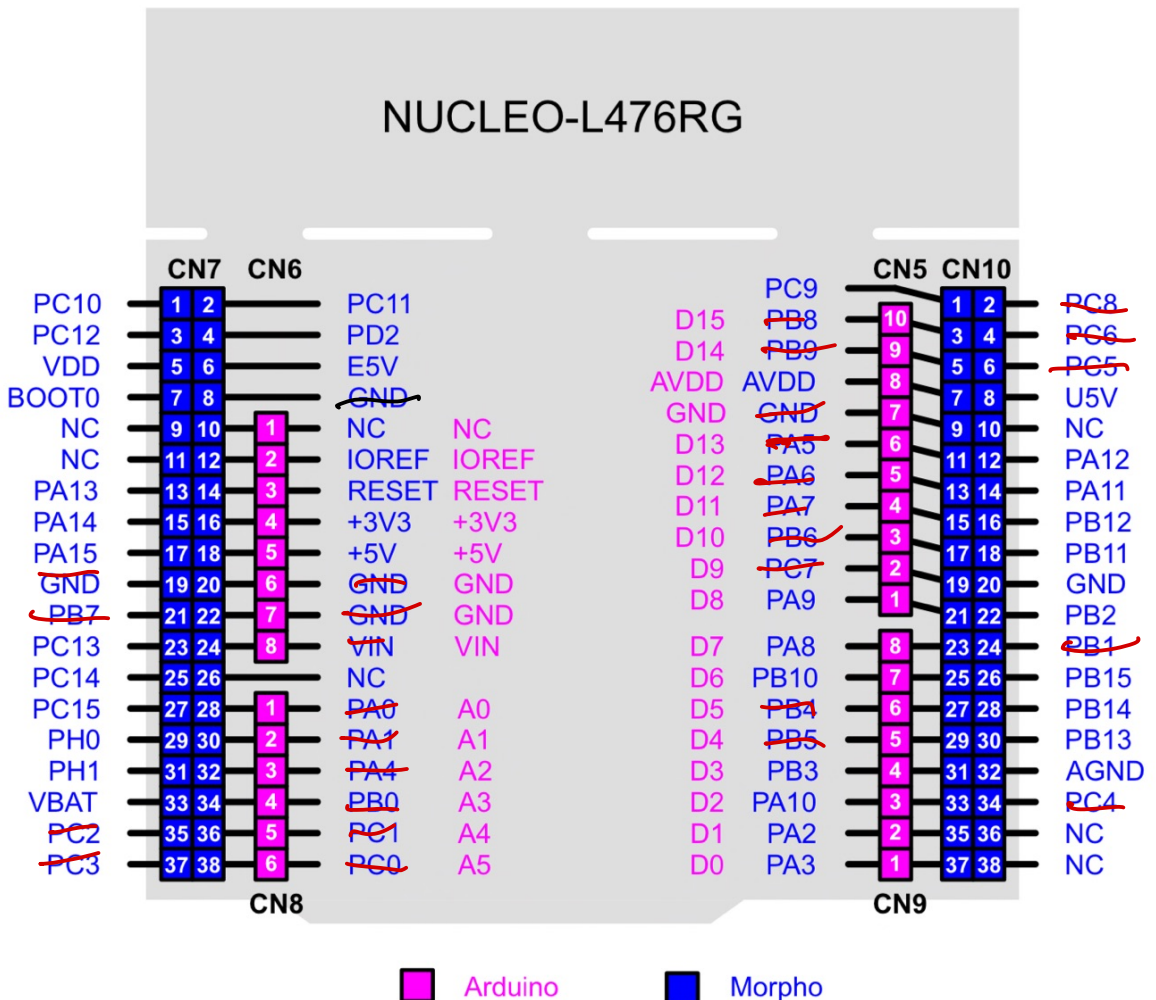 NUCLEO-L476RG
CN7 CN6 CN5 CN10
PC9
PC10 1 2 PC11 1 2 PC8
D15 PB8 10
PC12 3 4 PD2 3 4 PC6
D14 PB9 9
VDD 5 6 E5V 5 6 PC5
AVDD AVDD 8
BOOT0 7 8 GND 7 8 U5V
GND GND 7
NC 9 10 1 NC NC 9 10 NC
D13 PA5 6
NC 11 12 2 IOREF IOREF 11 12 PA12
D12 PA6 5
PA13 13 14 3 RESET RESET 13 14 PA11
D11 PA7 4
PA14 15 16 4 +3V3 +3V3 15 16 PB12
D10 PB6 3
PA15 17 18 5 +5V +5V 17 18 PB11
D9 PC7 2
GND 19 20 6 GND GND 19 20 GND
D8 PA9 1
PB7 21 22 7 GND GND 21 22 PB2
PC13 23 24 8 VIN VIN D7 PA8 8 23 24 PB1
PC14 25 26 NC D6 PB10 7 25 26 PB15
PC15 27 28 1 PA0 A0 D5 PB4 6 27 28 PB14
PH0 29 30 2 PA1 A1 D4 PB5 5 29 30 PB13
PH1 31 32 3 PA4 A2 D3 PB3 4 31 32 AGND
VBAT 33 34 4 PB0 A3 D2 PA10 3 33 34 PC4
PC2 35 36 5 PC1 A4 D1 PA2 2 35 36 NC
PC3 37 38 6 PC0 A5 D0 PA3 1 37 38 NC
CN8 CN9
Arduino Morpho